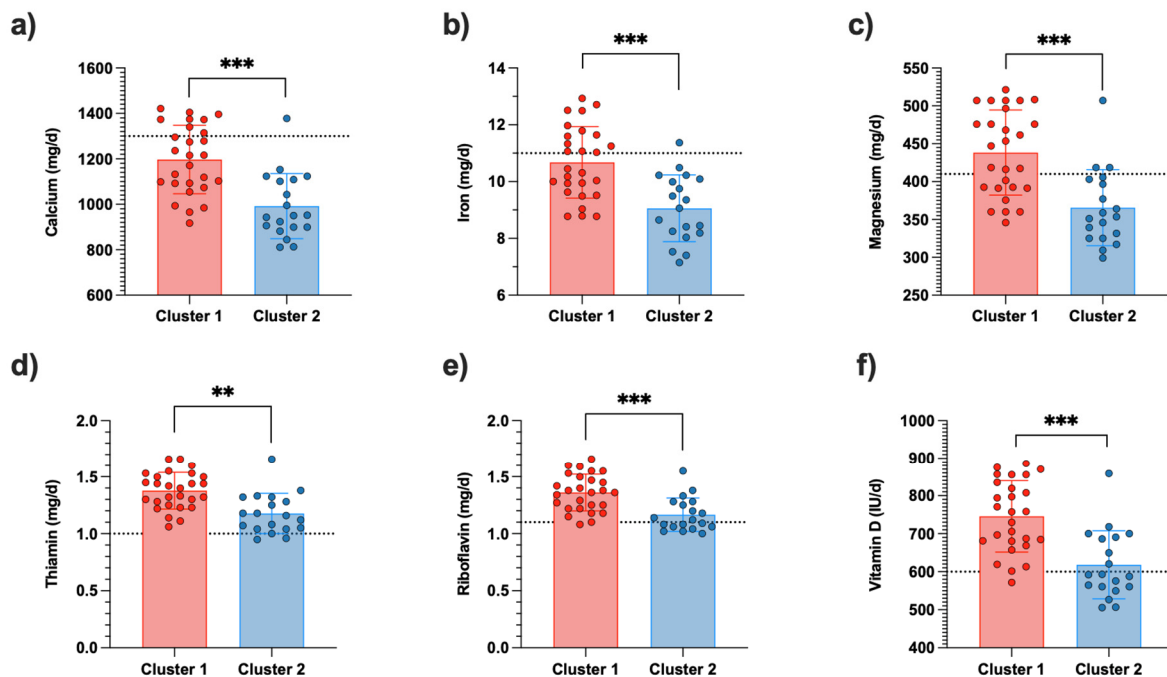 a)
***
Calcium (mg/d)
1600
1400
1200
1000
800
600
Cluster 1 Cluster 2
b)
***
Iron (mg/d)
14
12
10
8
6
Cluster 1 Cluster 2
c)
***
Magnesium (mg/d)
550
500
450
400
350
300
250
Cluster 1 Cluster 2
d)
**
Thiamin (mg/d)
2.0
1.5
1.0
0.5
0.0
Cluster 1 Cluster 2
e)
***
Riboflavin (mg/d)
2.0
1.5
1.0
0.5
0.0
Cluster 1 Cluster 2
f)
***
Vitamin D (IU/d)
1000
900
800
700
600
500
400
Cluster 1 Cluster 2